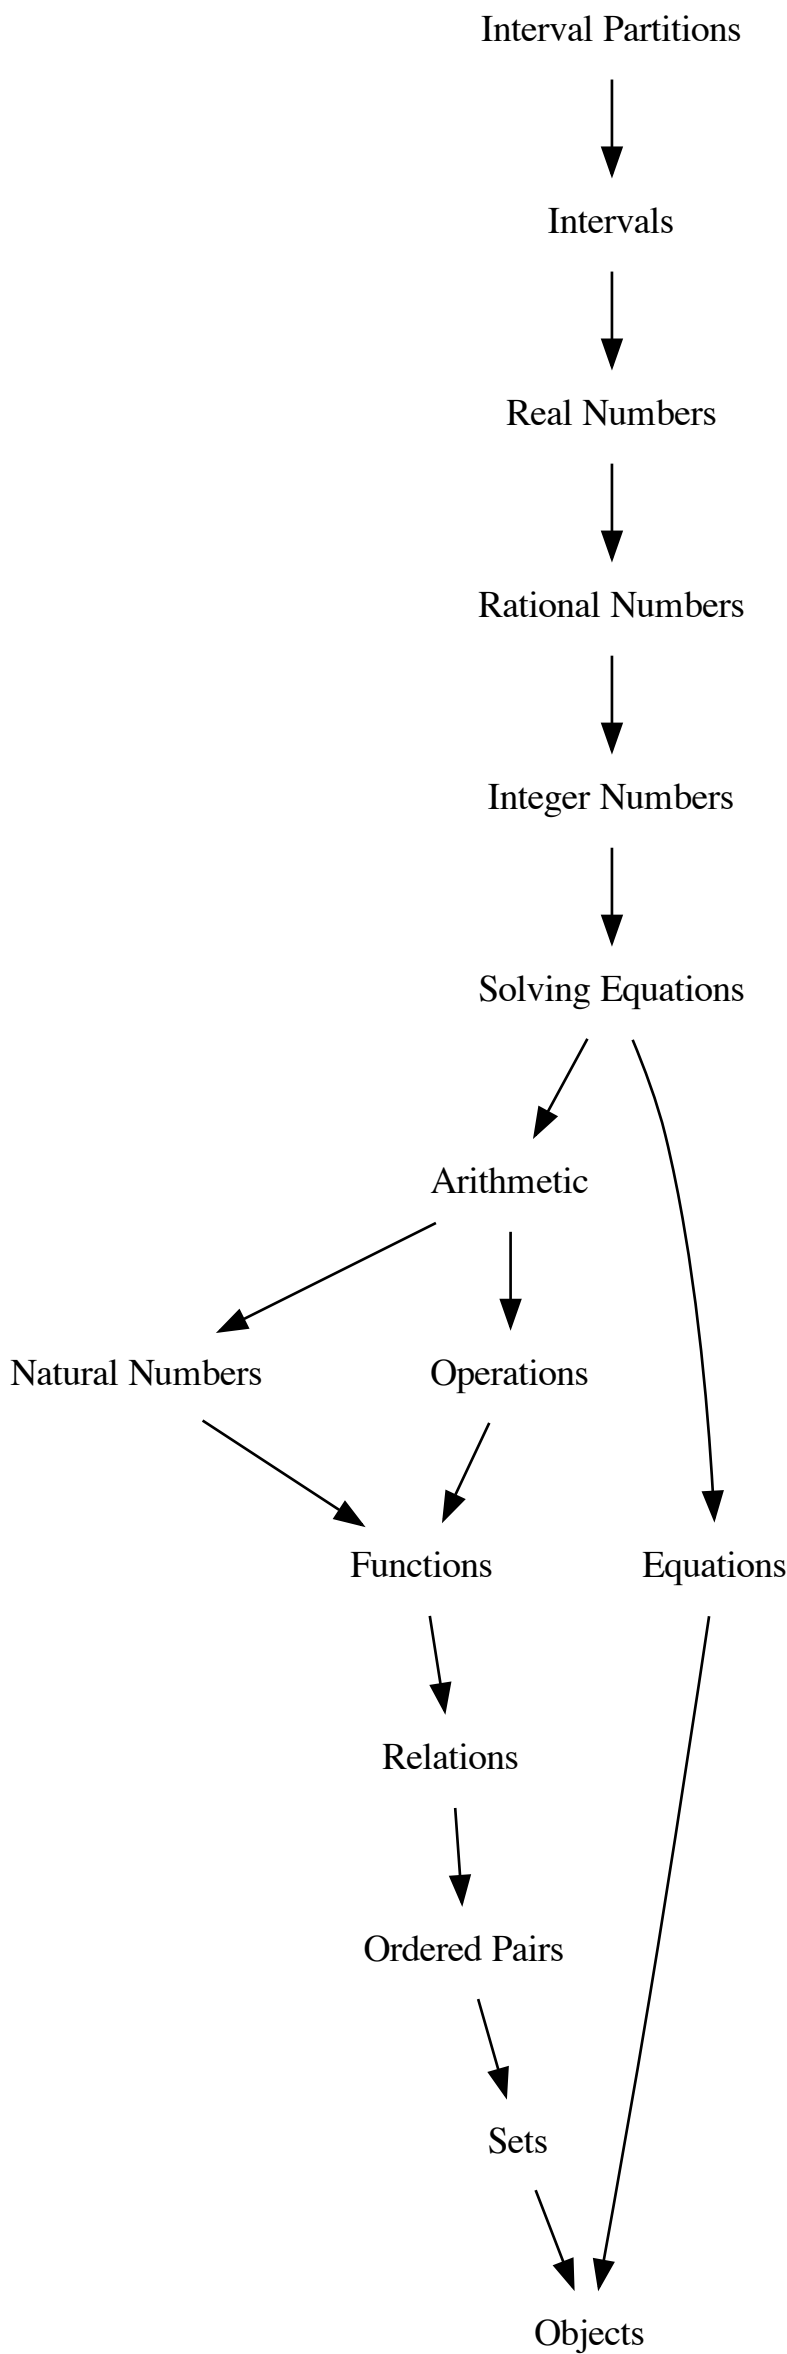 Interval Partitions
Intervals
Real Numbers
Rational Numbers
Integer Numbers
Solving Equations
Arithmetic
Natural Numbers
Operations
Functions
Equations
Relations
Ordered Pairs
Sets
Objects